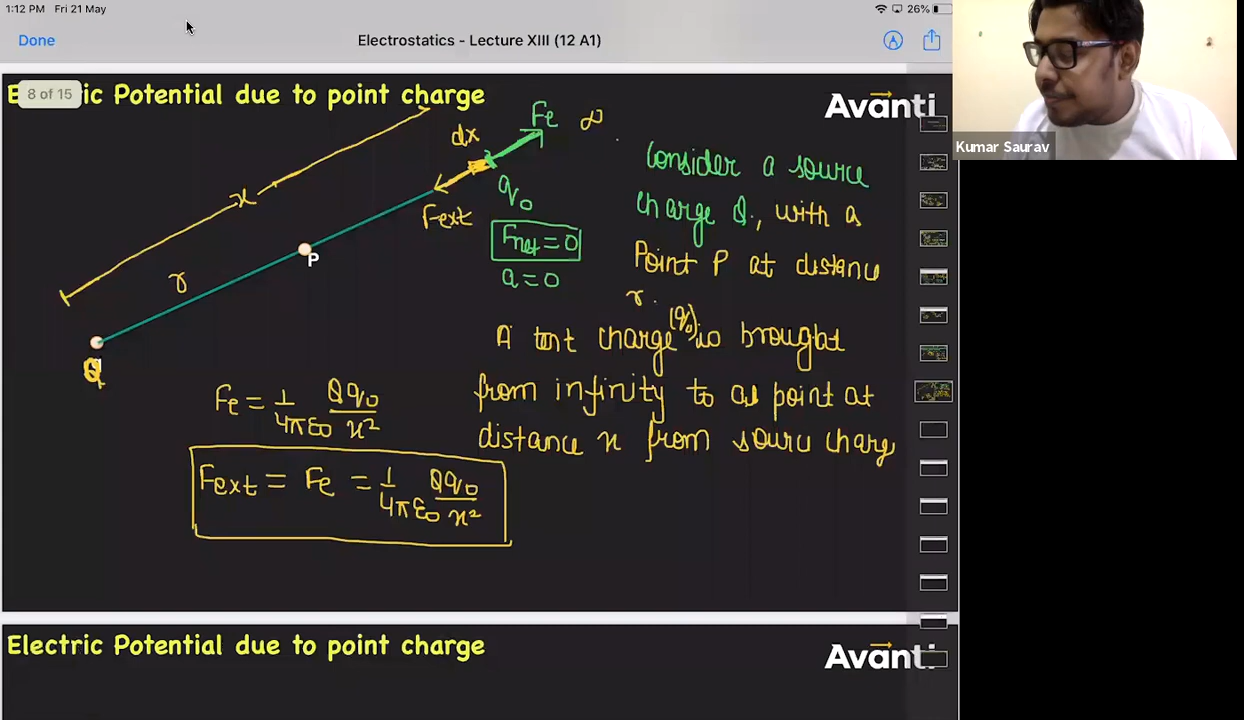 1:12 PM Fri 21 May
26%
Done
Electrostatics - Lecture XIII (12 A1)
8 of 15
Electric Potential due to point charge
Avanti
Kumar Saurav
Fe ∞
dx
q₀
x
Fext
Fnet = 0
a = 0
P
r
Q
Consider a source
charge Q, with a
Point P at distance
r.
A test charge (q₀) is brought
from infinity to a point at
distance x from source charge
Fe = 1/4πε₀ Qq₀/x²
Fext = Fe = 1/4πε₀ Qq₀/x²
Electric Potential due to point charge
Avanti